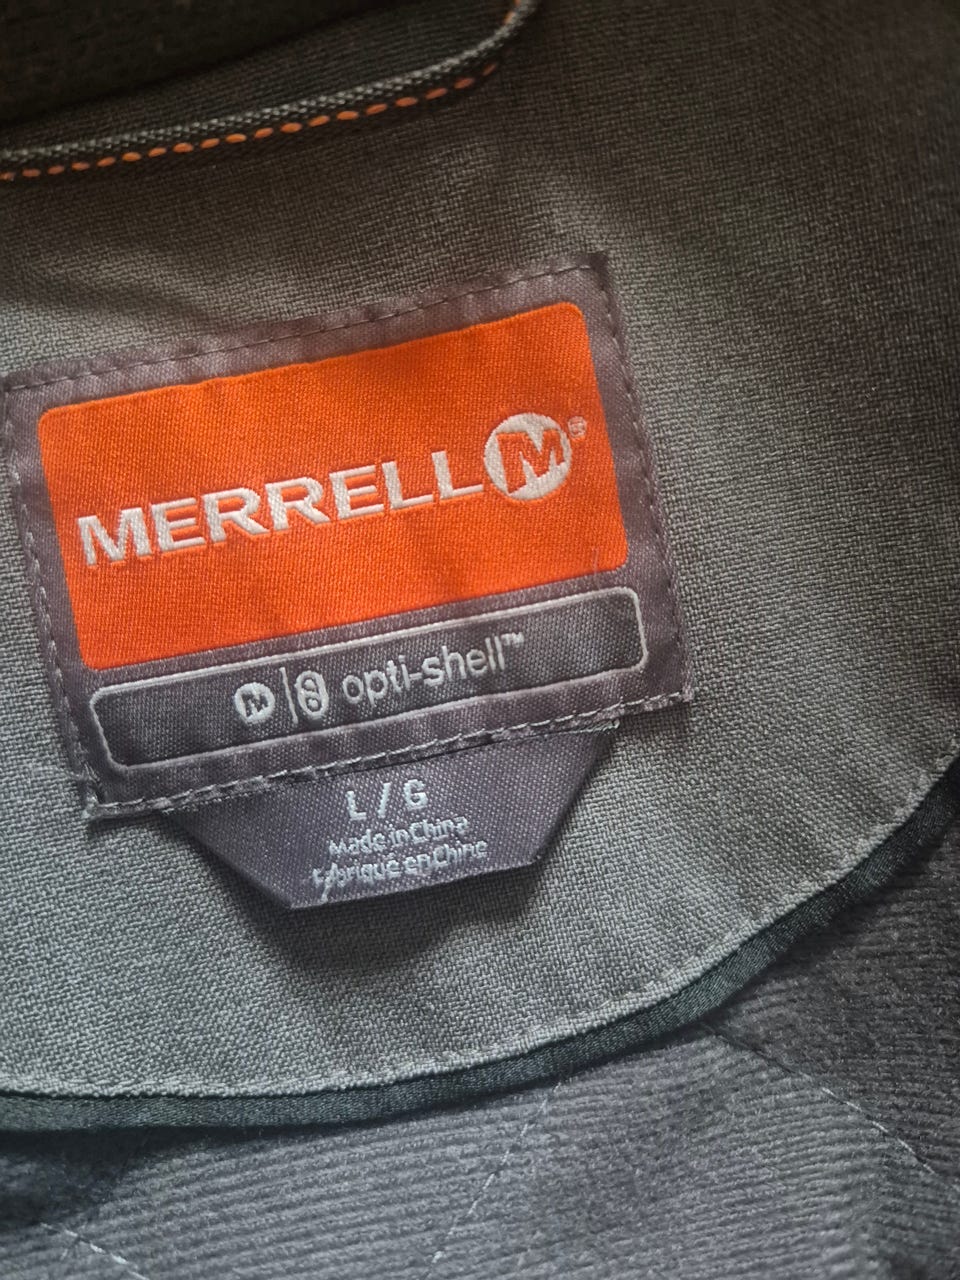 MERRELL M®
M opti-shell™
L / G
Made in China
fabriqué en Chine